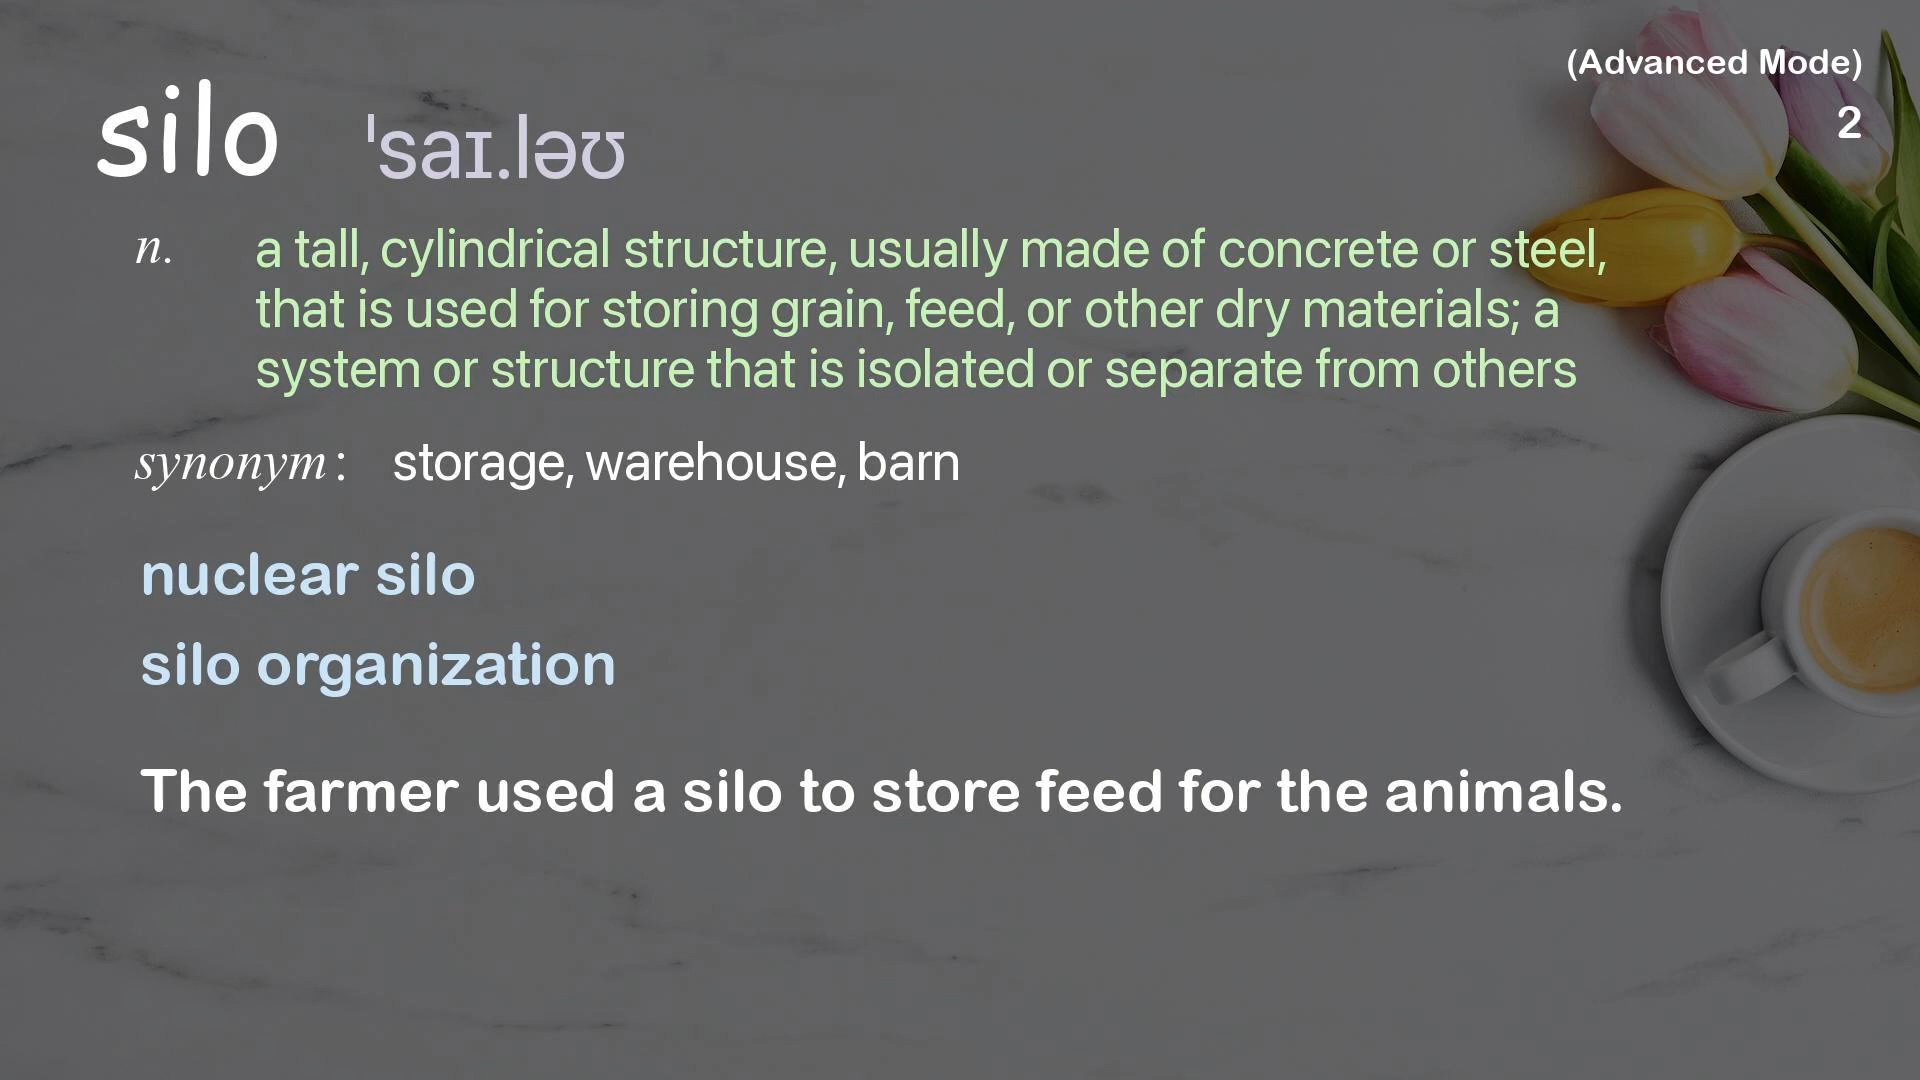 (Advanced Mode)
2
silo ˈsaɪ.ləʊ
n. a tall, cylindrical structure, usually made of concrete or steel,
that is used for storing grain, feed, or other dry materials; a
system or structure that is isolated or separate from others
synonym : storage, warehouse, barn
nuclear silo
silo organization
The farmer used a silo to store feed for the animals.